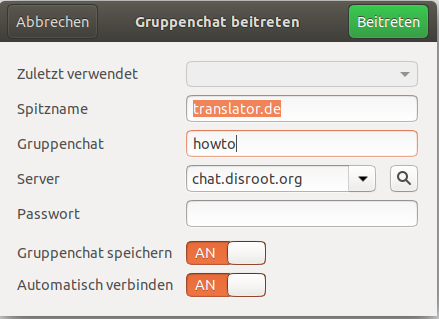 Abbrechen Gruppenchat beitreten Beitreten
Zuletzt verwendet
Spitzname translator.de
Gruppenchat howto
Server chat.disroot.org
Passwort
Gruppenchat speichern AN
Automatisch verbinden AN